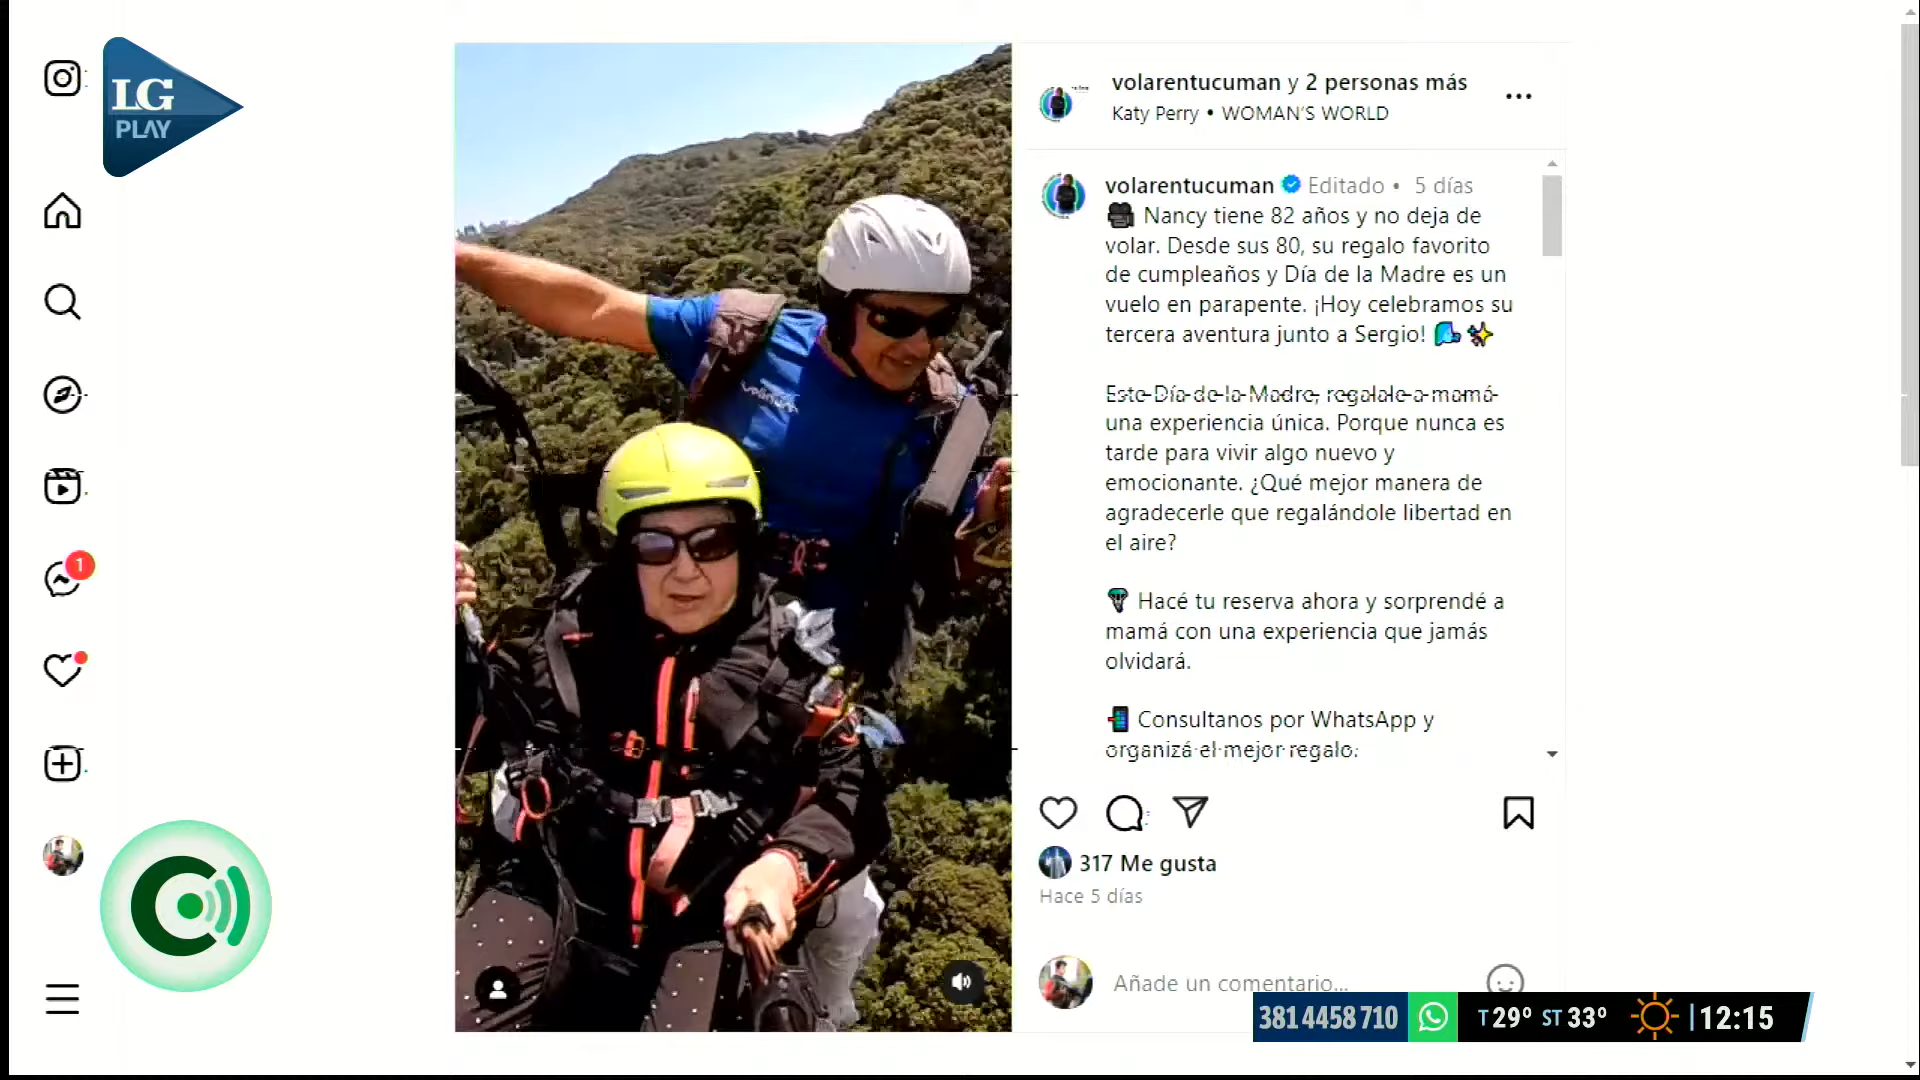 LG
PLAY
volarentucuman y 2 personas más
Katy Perry • WOMAN'S WORLD
volarentucuman Editado • 5 días
Nancy tiene 82 años y no deja de
volar. Desde sus 80, su regalo favorito
de cumpleaños y Día de la Madre es un
vuelo en parapente. ¡Hoy celebramos su
tercera aventura junto a Sergio!
Este Día de la Madre, regalale a mamá
una experiencia única. Porque nunca es
tarde para vivir algo nuevo y
emocionante. ¿Qué mejor manera de
agradecerle que regalándole libertad en
el aire?
Hacé tu reserva ahora y sorprendé a
mamá con una experiencia que jamás
olvidará.
Consultanos por WhatsApp y
organizá el mejor regalo.
1
317 Me gusta
Hace 5 días
Añade un comentario...
381 4458 710
T 29º ST 33º
12:15